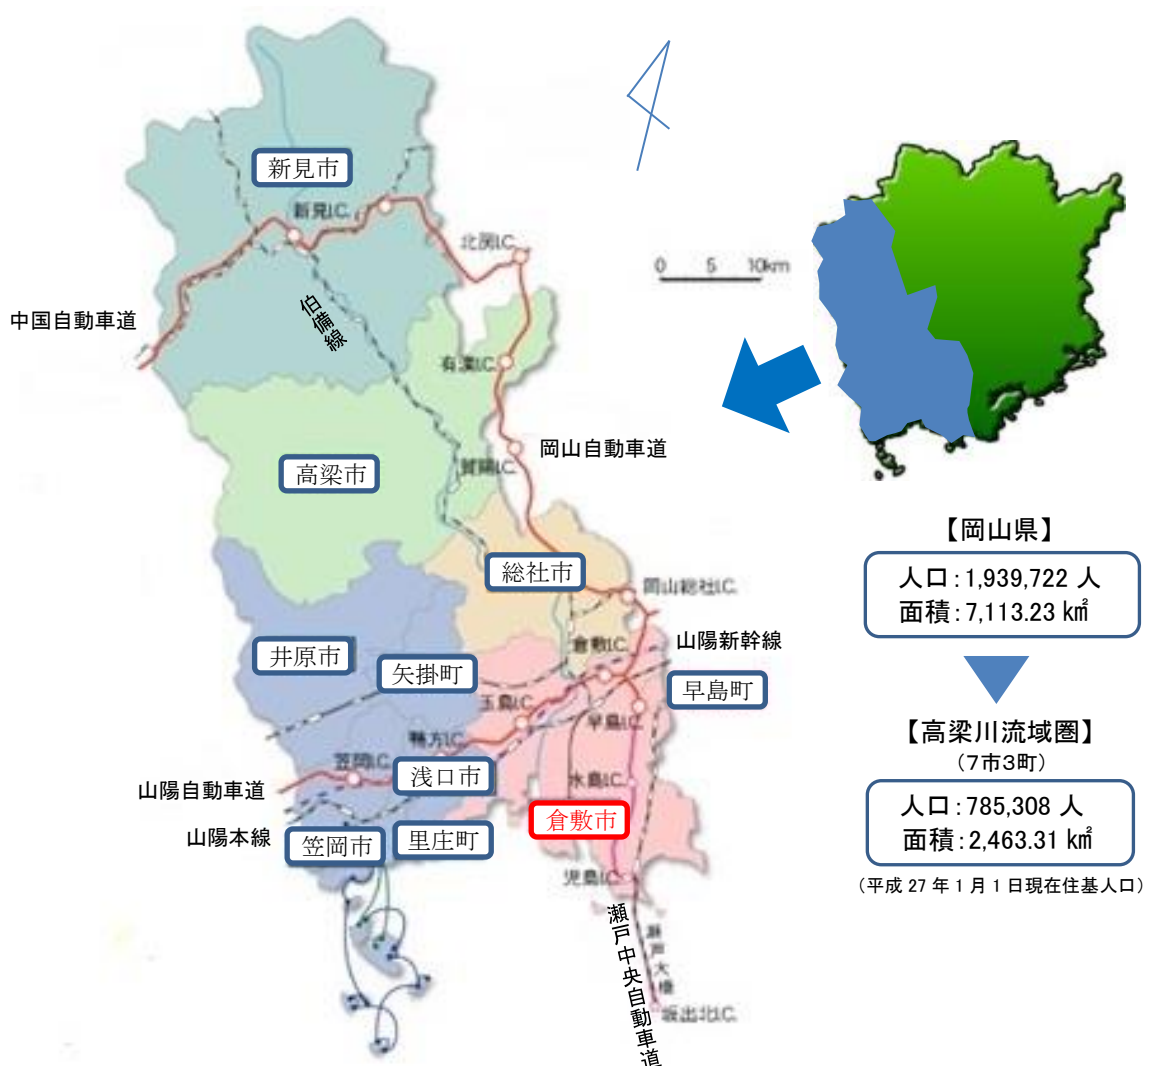 新見市
新見I.C.
北房I.C.
0 5 10km
中国自動車道
伯備線
有漢I.C.
岡山自動車道
賀陽I.C.
高梁市
【岡山県】
人口：1,939,722 人
面積：7,113.23 ㎢
総社市
岡山総社I.C.
井原市
矢掛町
倉敷I.C.
山陽新幹線
早島町
玉島I.C.
早島I.C.
鴨方I.C.
笠岡I.C.
浅口市
水島I.C.
山陽自動車道
山陽本線
笠岡市
里庄町
倉敷市
児島I.C.
【高梁川流域圏】
（7市3町）
人口：785,308 人
面積：2,463.31 ㎢
（平成 27 年 1 月 1 日現在住基人口）
瀬戸中央自動車道
瀬戸大橋
坂出北I.C.